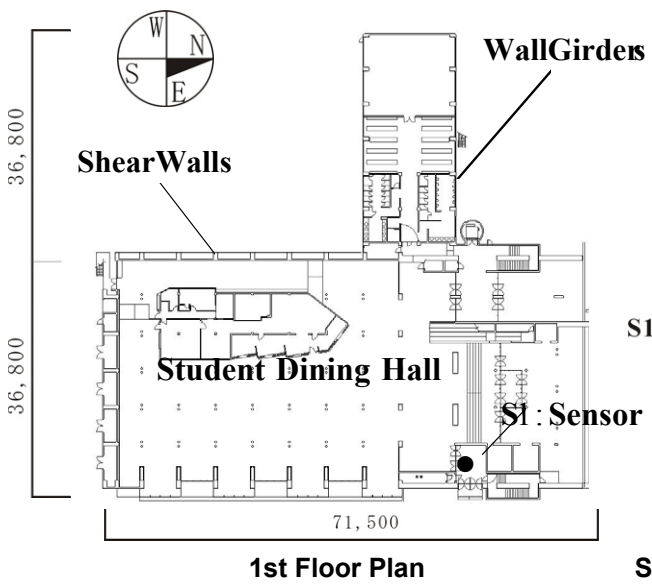 W
N
S
E
WallGirders
36, 800
ShearWalls
S1
36, 800
Student Dining Hall
S1 : Sensor
71, 500
1st Floor Plan
S